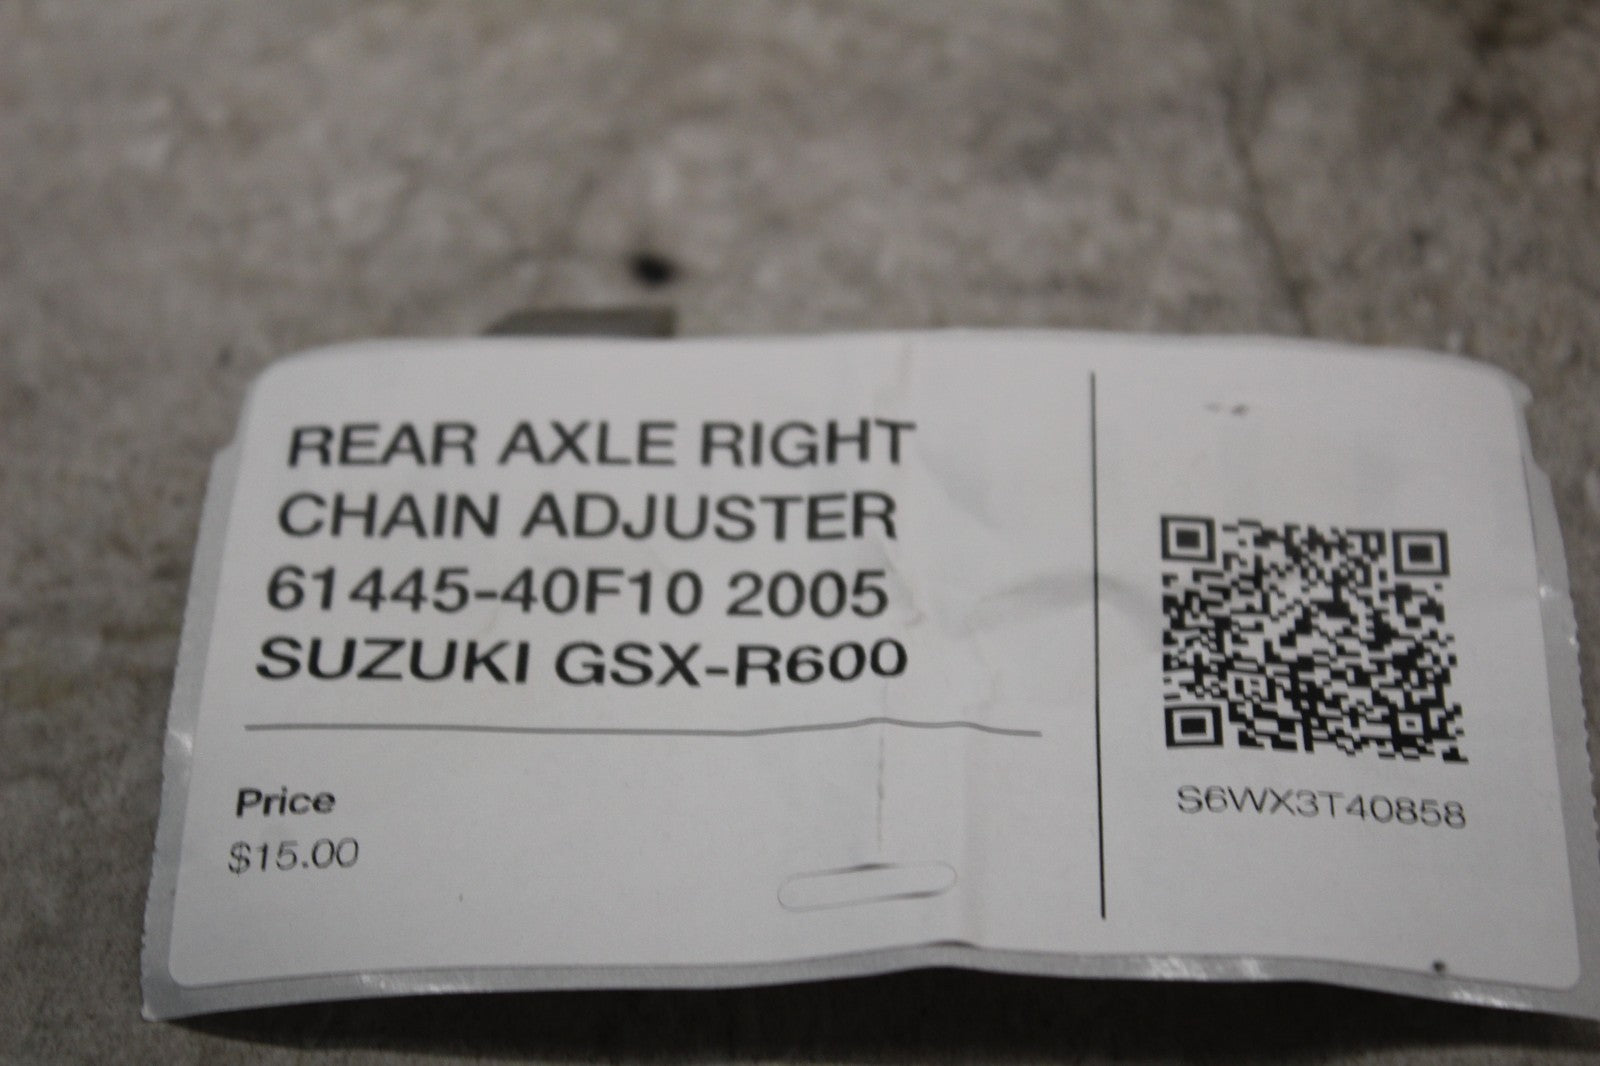 REAR AXLE RIGHT
CHAIN ADJUSTER
61445-40F10 2005
SUZUKI GSX-R600
Price
$15.00
S6WX3T40858